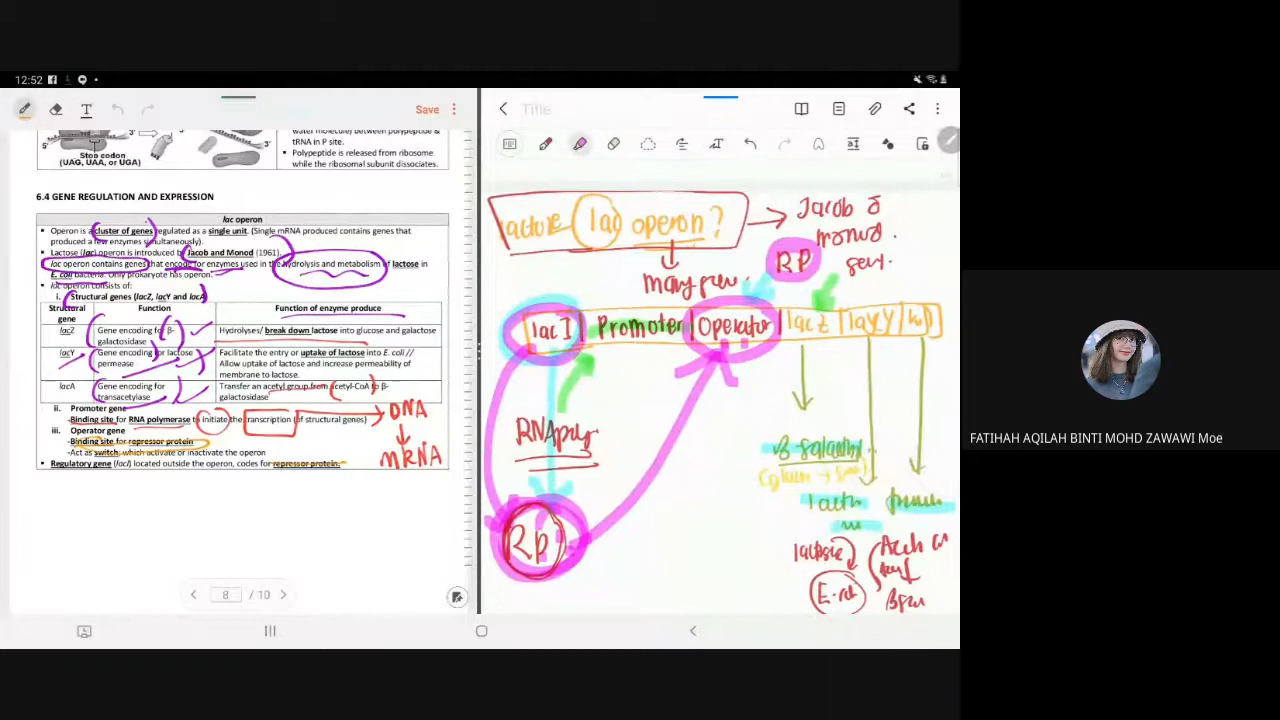 12:52
Save
Title
5'
3'
3'
Stop codon
(UAG, UAA, or UGA)
water molecule) between polypeptide &
tRNA in P site.
Polypeptide is released from ribosome
while the ribosomal subunit dissociates.
6.4 GENE REGULATION AND EXPRESSION
lac operon
Operon is a cluster of genes regulated as a single unit. (Single mRNA produced contains genes that
produced a few enzymes simultaneously).
Lactose (lac) operon is introduced by Jacob and Monod (1961).
lac operon contains genes that encode for enzymes used in the hydrolysis and metabolism of lactose in
E. coli bacteria. Only prokaryote has operon.
lac operon consists of:
i. Structural genes (lacZ, lacY and lacA)
Structural gene
Function
Function of enzyme produce
lacZ
Gene encoding for β-
galactosidase
Hydrolyses/ break down lactose into glucose and galactose
lacY
Gene encoding for lactose
permease
Facilitate the entry or uptake of lactose into E. coli //
Allow uptake of lactose and increase permeability of
membrane to lactose.
lacA
Gene encoding for
transacetylase
Transfer an acetyl group from acetyl-CoA to β-
galactosidase
ii. Promoter gene
-Binding site for RNA polymerase to initiate the transcription (of structural genes)
iii. Operator gene
-Binding site for repressor protein
-Act as switch, which activate or inactivate the operon
Regulatory gene (lacI) located outside the operon, codes for repressor protein.
DNA
mRNA
8 / 10
lac operon?
Jacob
RP
lacI
Promoter
Operator
lacZ
Rp
lactose
FATIHAH AQILAH BINTI MOHD ZAWAWI Moe